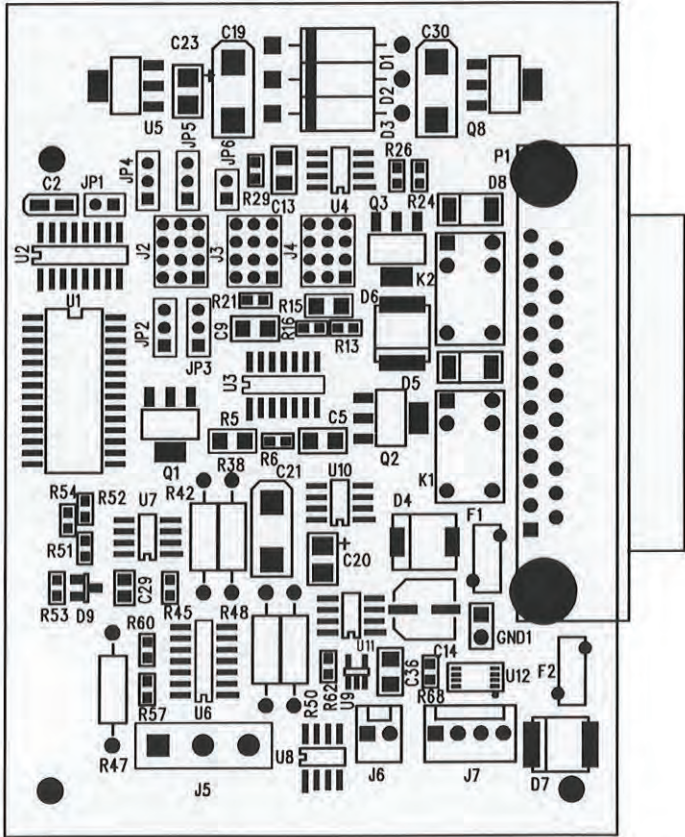 C23
C19
D1
D2
D3
C30
U5
JP5
Q8
P1
JP4
JP6
R26
C2
JP1
R29
C13
U4
Q3
R24
D8
U2
J2
J3
J4
K2
U1
R21
R15
D6
JP2
JP3
C9
R16
R13
U3
D5
R5
C5
Q1
R38
R6
Q2
K1
C21
U10
R54
R52
U7
R42
D4
F1
R51
C20
R53
D9
C29
R45
R48
R60
U11
GND1
C14
R57
U6
R50
R62
U9
C36
R68
U12
F2
R47
J5
U8
J6
J7
D7